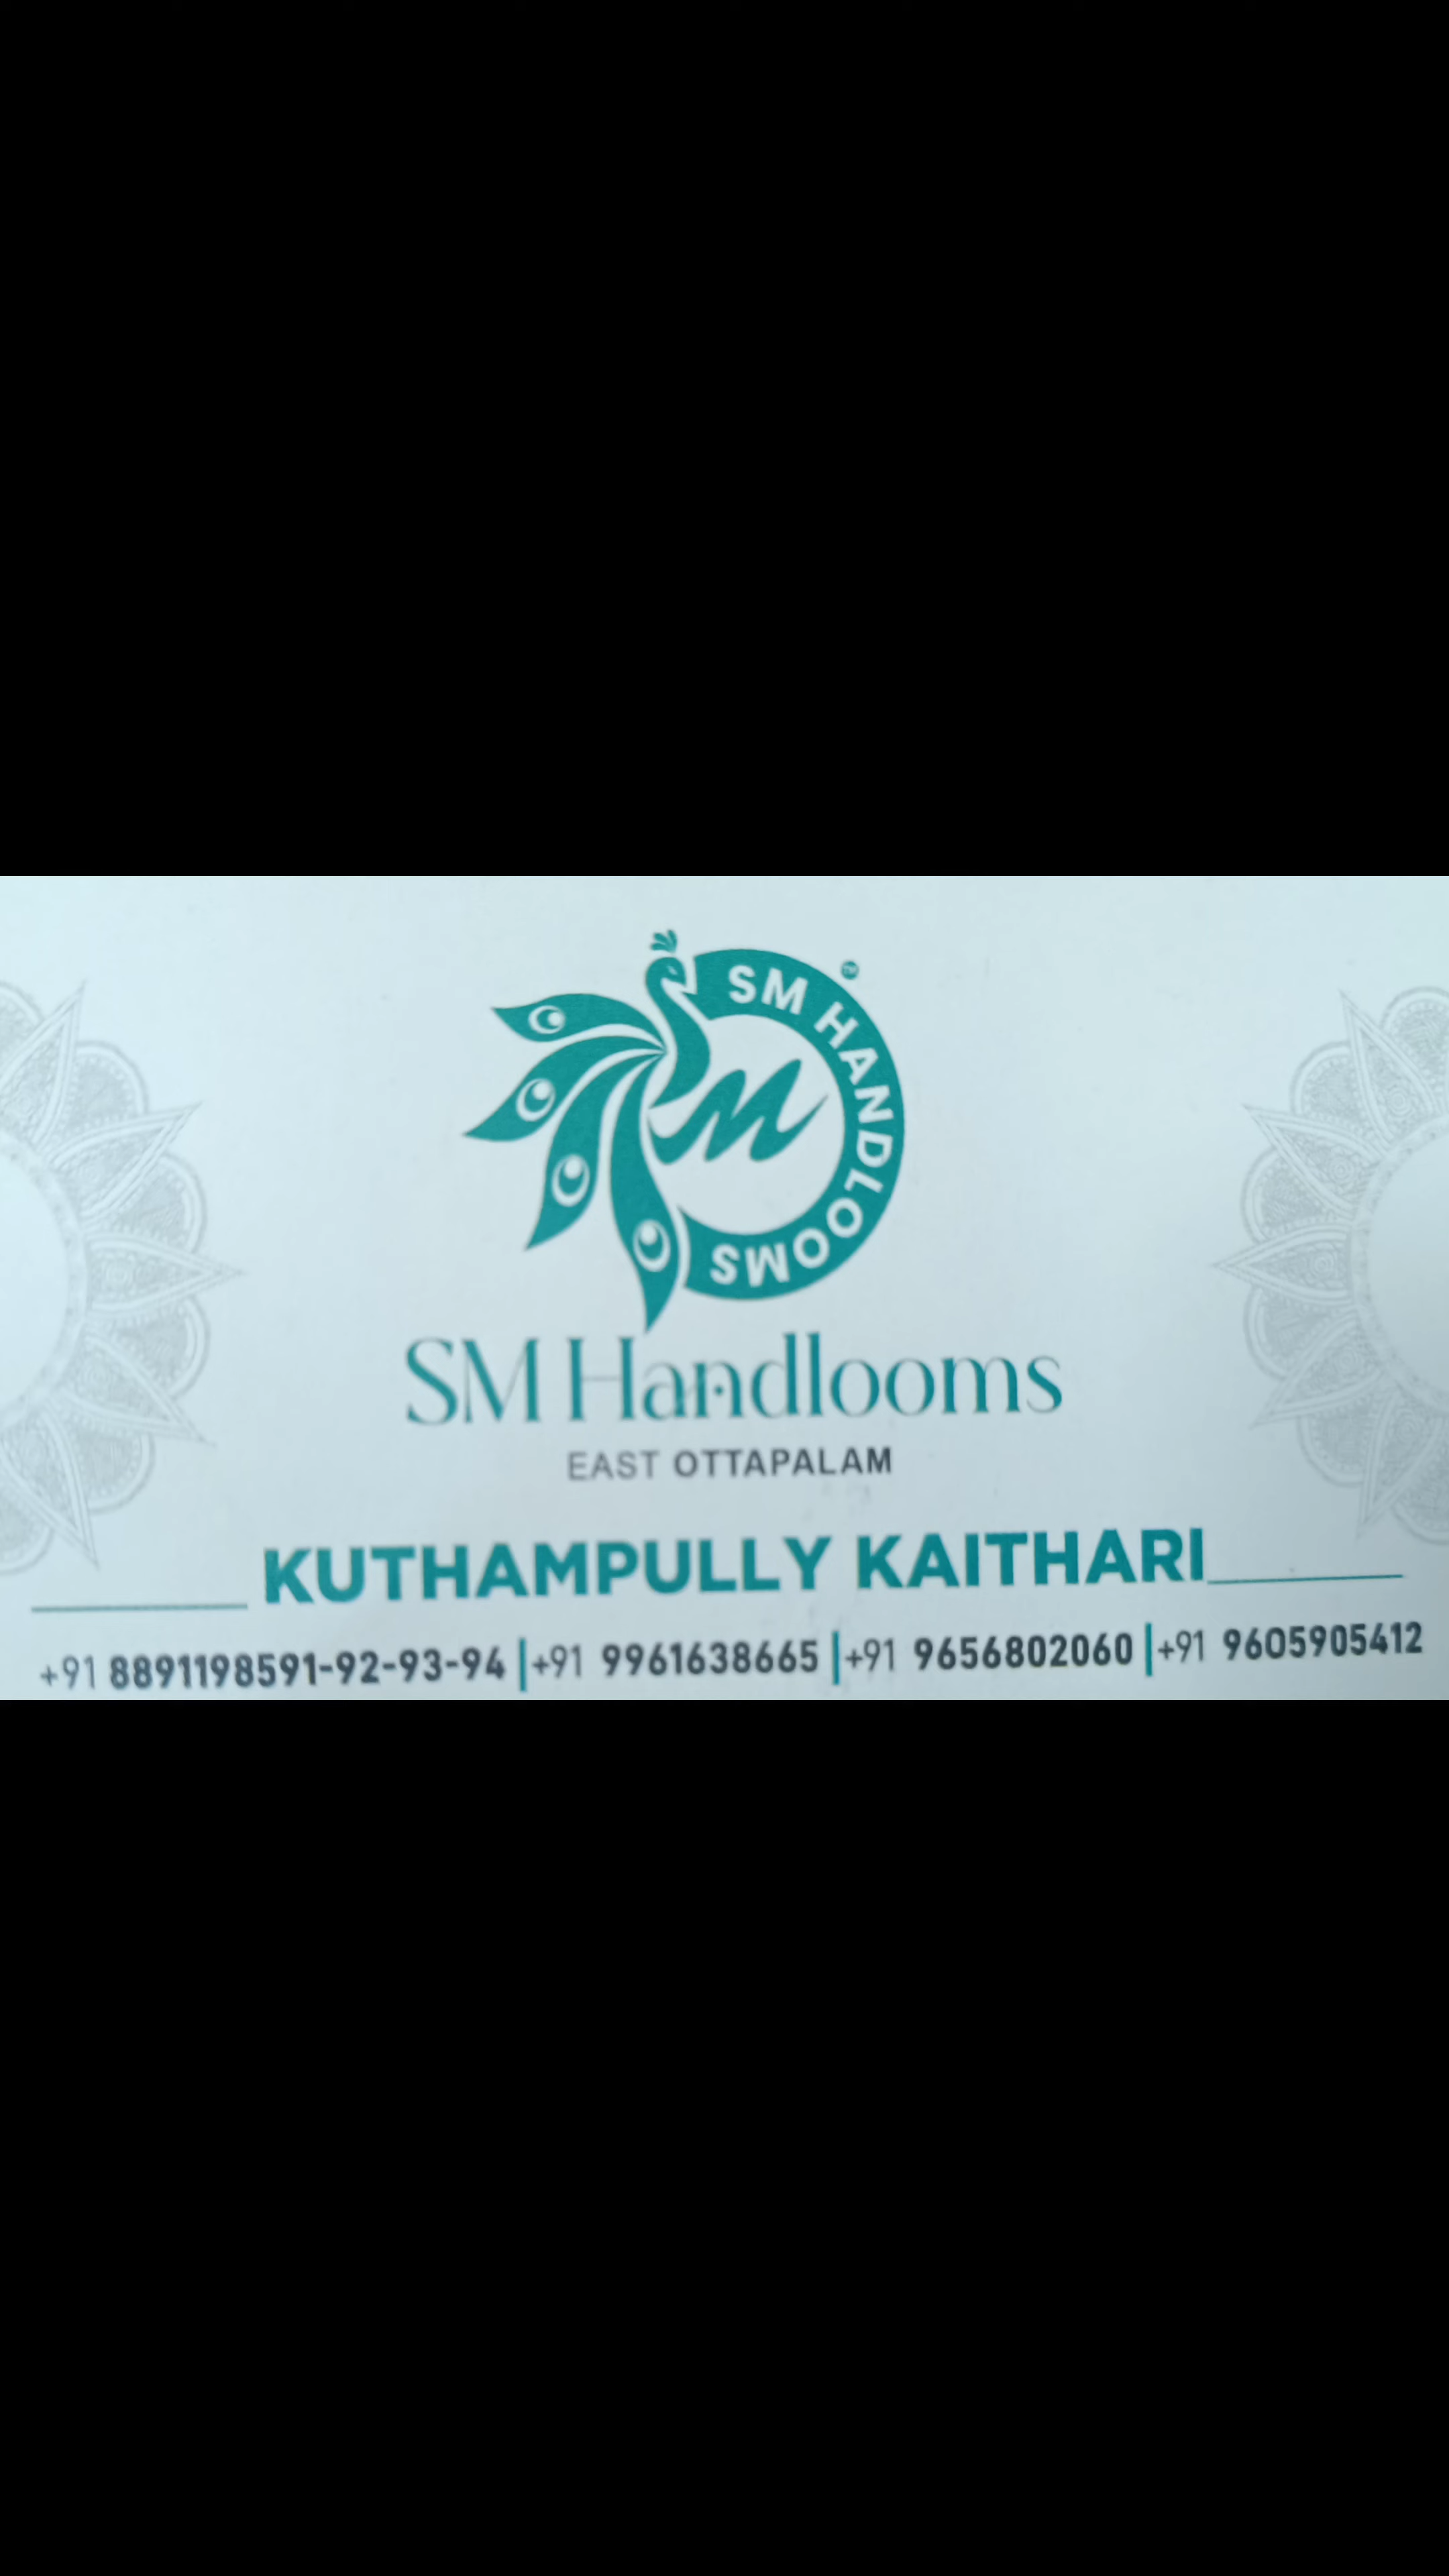 SM HANDLOOMS
TM
SM Handlooms
EAST OTTAPALAM
KUTHAMPULLY KAITHARI
+91 8891198591-92-93-94 | +91 9961638665 | +91 9656802060 | +91 9605905412